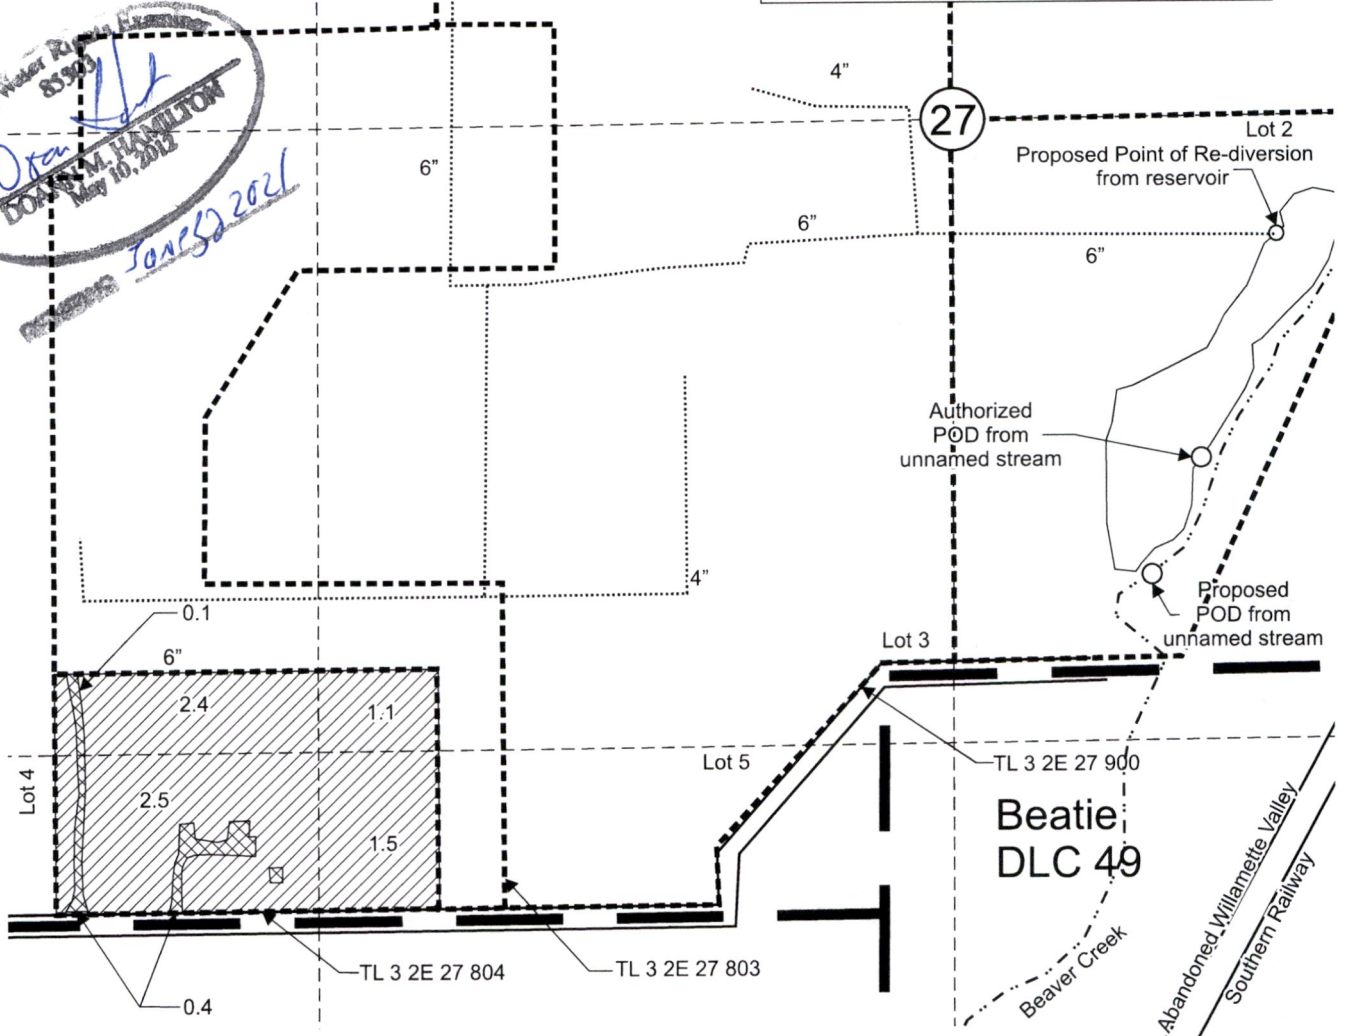 Water Rights Examiner
85503
DOANN M. HAMILTON
May 10, 2012
2021
4”
27
Lot 2
Proposed Point of Re-diversion
from reservoir
6”
6”
6”
Authorized
POD from
unnamed stream
4”
Proposed
POD from
unnamed stream
0.1
6”
Lot 3
2.4
1.1
Lot 4
Lot 5
TL 3 2E 27 900
2.5
1.5
Beatie
DLC 49
Abandoned Willamette Valley
Southern Railway
Beaver Creek
TL 3 2E 27 804
TL 3 2E 27 803
0.4